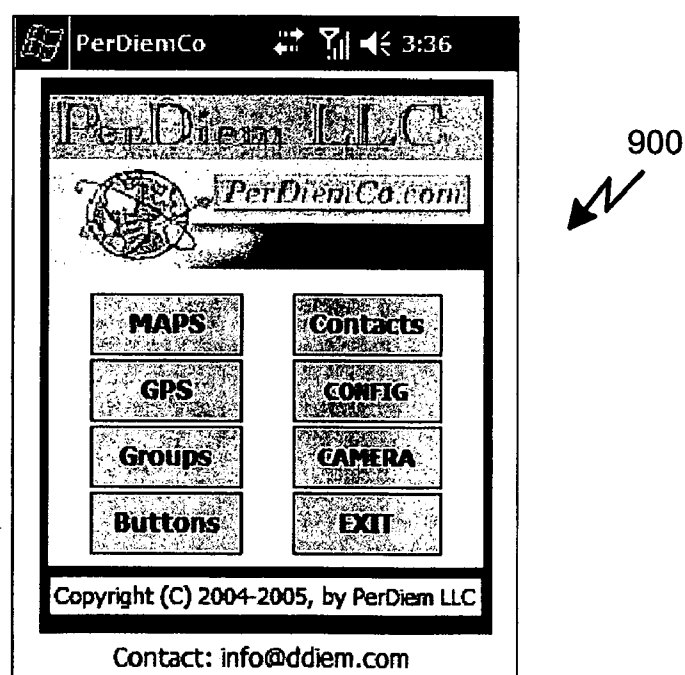 PerDiemCo 3:36
PerDiem LLC
900
PerDiemCo.com
MAPS Contacts
GPS CONFIG
Groups CAMERA
Buttons EXIT
Copyright (C) 2004-2005, by PerDiem LLC
Contact: info@ddiem.com